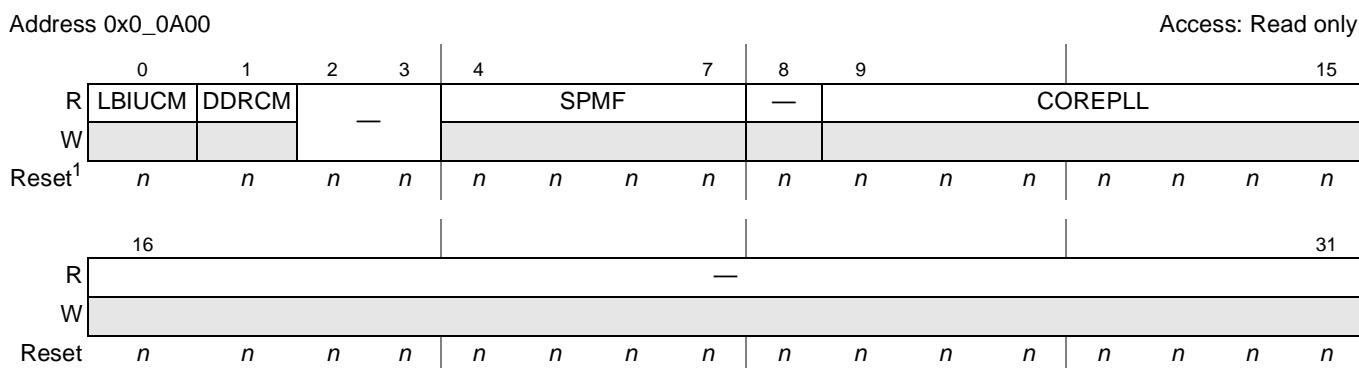 Address 0x0_0A00 Access: Read only
0 1 2 3 4 7 8 9 15
R LBIUCM DDRCM — SPMF — COREPLL
W
Reset1 n n n n n n n n n n n n n n n n
16 31
R —
W
Reset n n n n n n n n n n n n n n n n